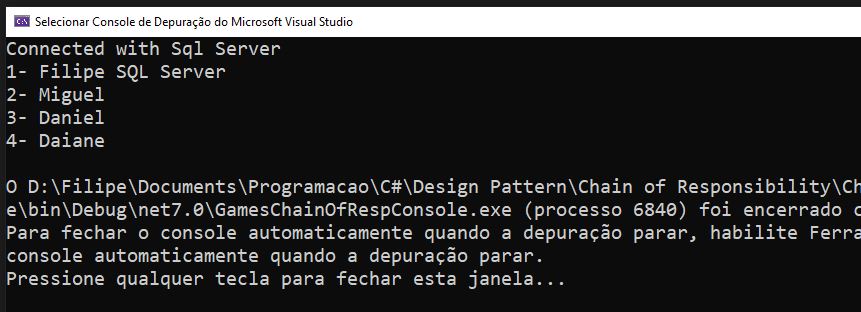 Selecionar Console de Depuração do Microsoft Visual Studio
Connected with Sql Server
1- Filipe SQL Server
2- Miguel
3- Daniel
4- Daiane
O D:\Filipe\Documents\Programacao\C#\Design Pattern\Chain of Responsibility\Ch
e\bin\Debug\net7.0\GamesChainOfRespConsole.exe (processo 6840) foi encerrado c
Para fechar o console automaticamente quando a depuração parar, habilite Ferra
console automaticamente quando a depuração parar.
Pressione qualquer tecla para fechar esta janela...